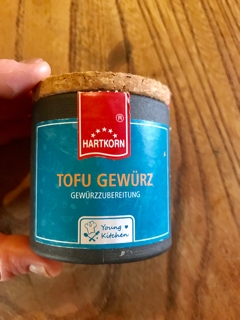 ®
HARTKORN
TOFU GEWÜRZ
GEWÜRZZUBEREITUNG
Young
Kitchen